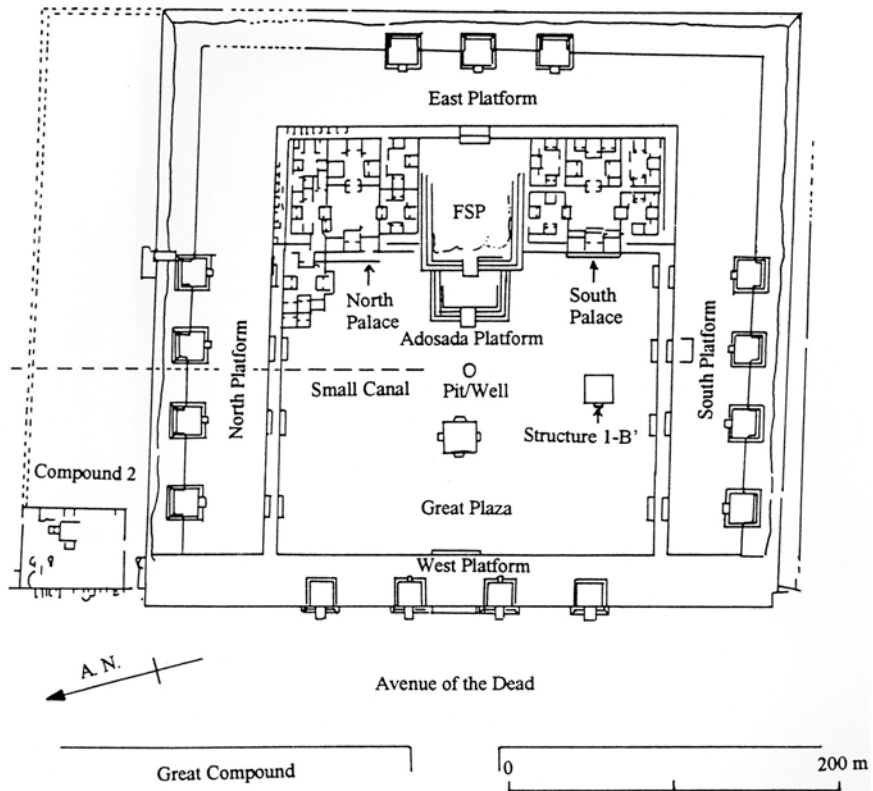 East Platform
FSP
North
Palace
South
Palace
Adosada Platform
North Platform
South Platform
Small Canal
Pit/Well
Structure 1-B’
Compound 2
Great Plaza
West Platform
A. N.
Avenue of the Dead
Great Compound
0
200 m